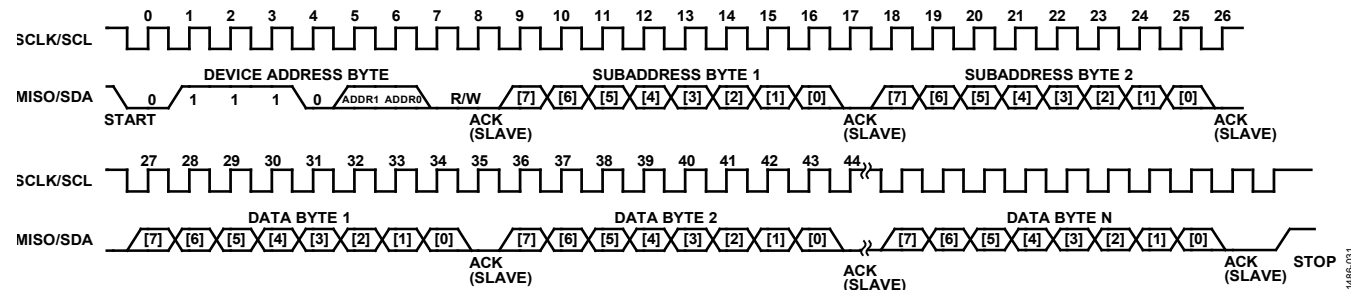 0 1 2 3 4 5 6 7 8 9 10 11 12 13 14 15 16 17 18 19 20 21 22 23 24 25 26
SCLK/SCL
DEVICE ADDRESS BYTE SUBADDRESS BYTE 1 SUBADDRESS BYTE 2
MISO/SDA 0 1 1 1 0 ADDR1 ADDR0 R/W [7] [6] [5] [4] [3] [2] [1] [0] [7] [6] [5] [4] [3] [2] [1] [0]
START ACK (SLAVE) ACK (SLAVE) ACK (SLAVE)
27 28 29 30 31 32 33 34 35 36 37 38 39 40 41 42 43 44
SCLK/SCL
DATA BYTE 1 DATA BYTE 2 DATA BYTE N
MISO/SDA [7] [6] [5] [4] [3] [2] [1] [0] [7] [6] [5] [4] [3] [2] [1] [0] [7] [6] [5] [4] [3] [2] [1] [0]
ACK (SLAVE) ACK (SLAVE) ACK (SLAVE) STOP